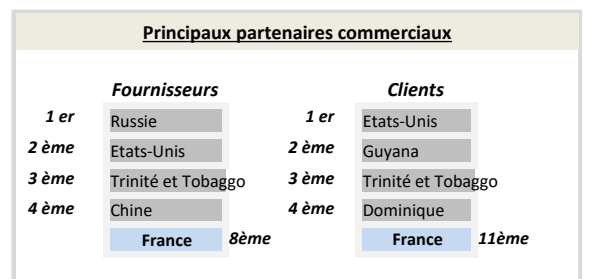 Principaux partenaires commerciaux
Fournisseurs Clients
1 er Russie 1 er Etats-Unis
2 ème Etats-Unis 2 ème Guyana
3 ème Trinité et Tobaggo 3 ème Trinité et Tobaggo
4 ème Chine 4 ème Dominique
France 8ème France 11ème